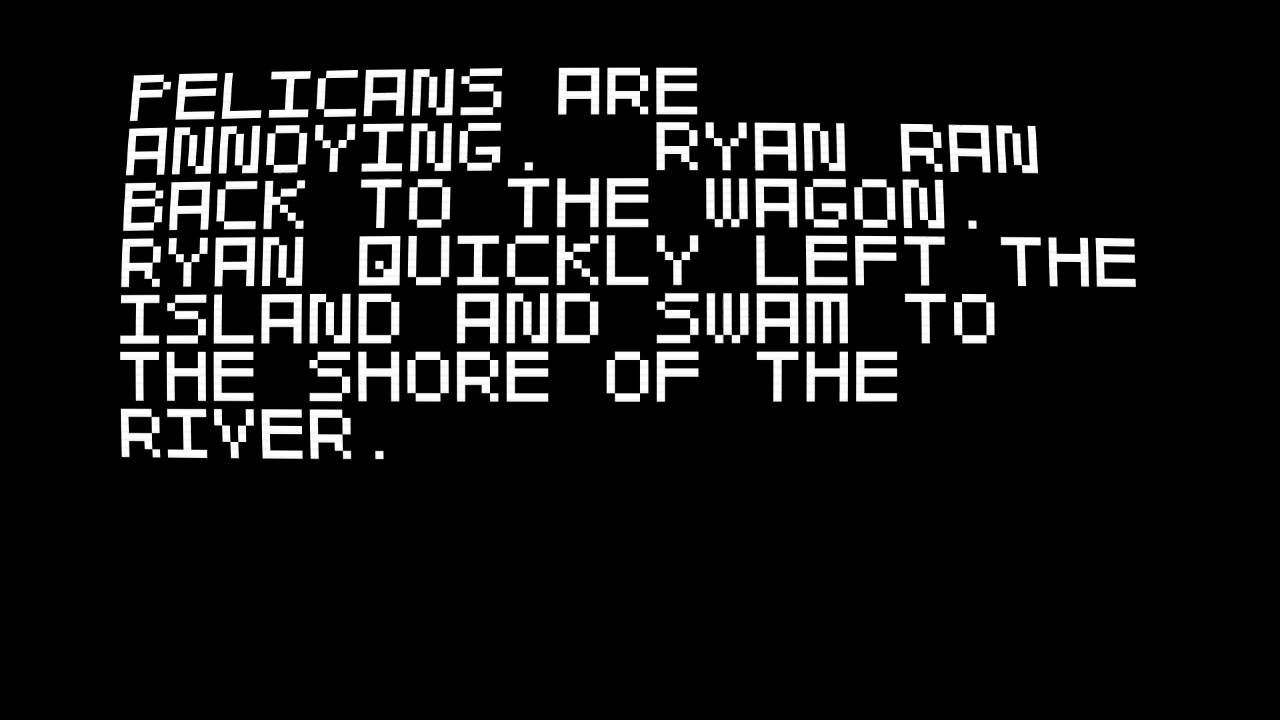 PELICANS ARE
ANNOYING.  RYAN RAN
BACK TO THE WAGON.
RYAN QUICKLY LEFT THE
ISLAND AND SWAM TO
THE SHORE OF THE
RIVER.